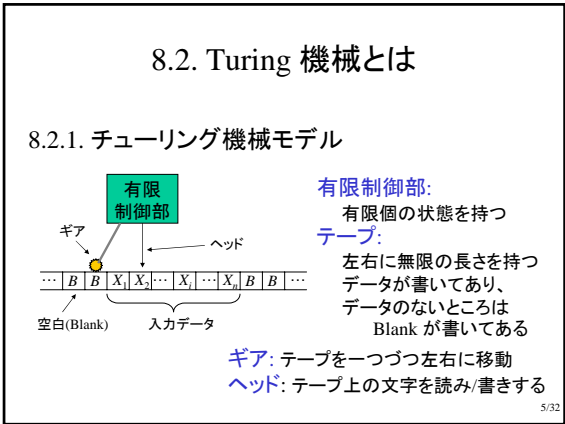 8.2. Turing 機械とは
8.2.1. チューリング機械モデル
有限
制御部
ギア
ヘッド
… B B X1 X2 … Xi … Xn B B …
空白(Blank)
入力データ
有限制御部:
有限個の状態を持つ
テープ:
左右に無限の長さを持つ
データが書いてあり、
データのないところは
Blank が書いてある
ギア: テープを一つづつ左右に移動
ヘッド: テープ上の文字を読み/書きする
5/32